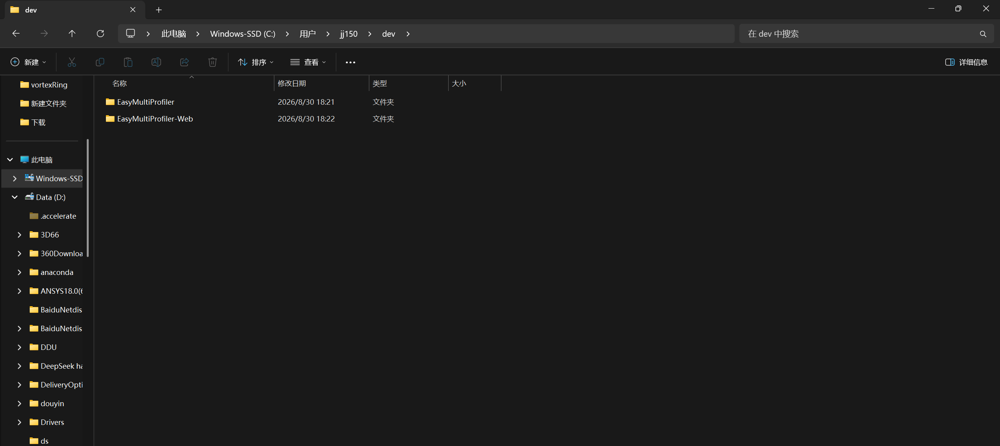 dev
此电脑 Windows-SSD (C:) 用户 jj150 dev
在 dev 中搜索
新建 排序 查看 详细信息
vortexRing
新建文件夹
下载
此电脑
Windows-SSD
Data (D:)
.accelerate
3D66
360Downloa
anaconda
ANSYS18.0(6
BaiduNetdis
BaiduNetdis
DDU
DeepSeek ha
DeliveryOpti
douyin
Drivers
ds
名称 修改日期 类型 大小
EasyMultiProfiler 2026/8/30 18:21 文件夹
EasyMultiProfiler-Web 2026/8/30 18:22 文件夹